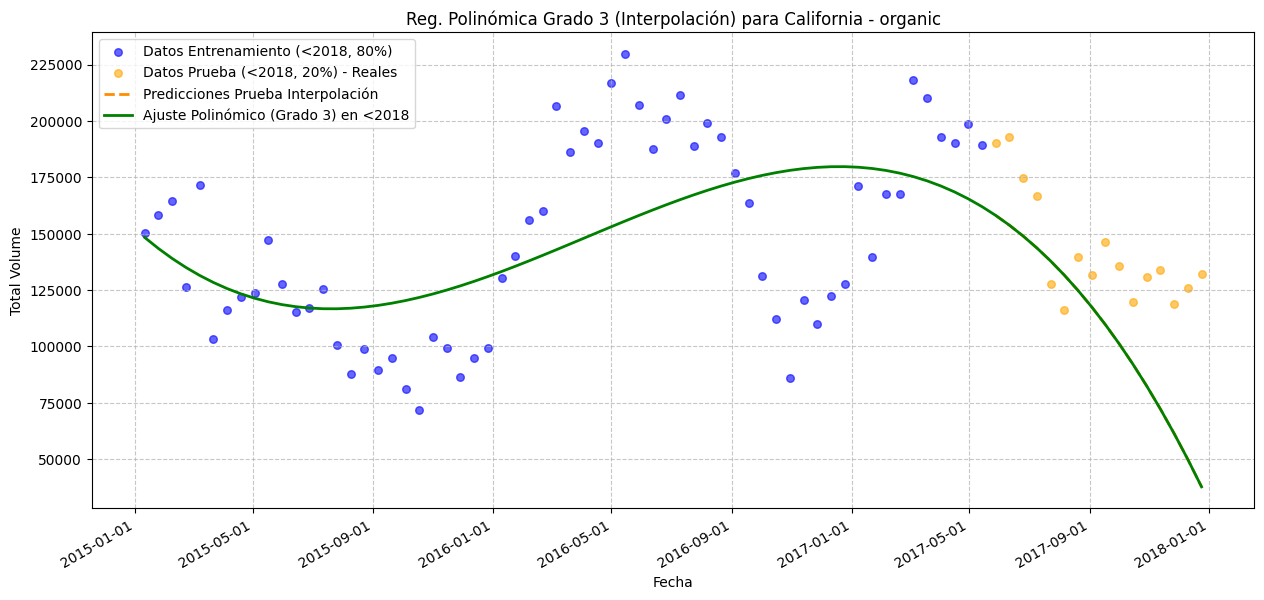 Reg. Polinómica Grado 3 (Interpolación) para California - organic
Datos Entrenamiento (<2018, 80%)
Datos Prueba (<2018, 20%) - Reales
Predicciones Prueba Interpolación
Ajuste Polinómico (Grado 3) en <2018
Total Volume
225000
200000
175000
150000
125000
100000
75000
50000
2015-01-01
2015-05-01
2015-09-01
2016-01-01
2016-05-01
2016-09-01
2017-01-01
2017-05-01
2017-09-01
2018-01-01
Fecha